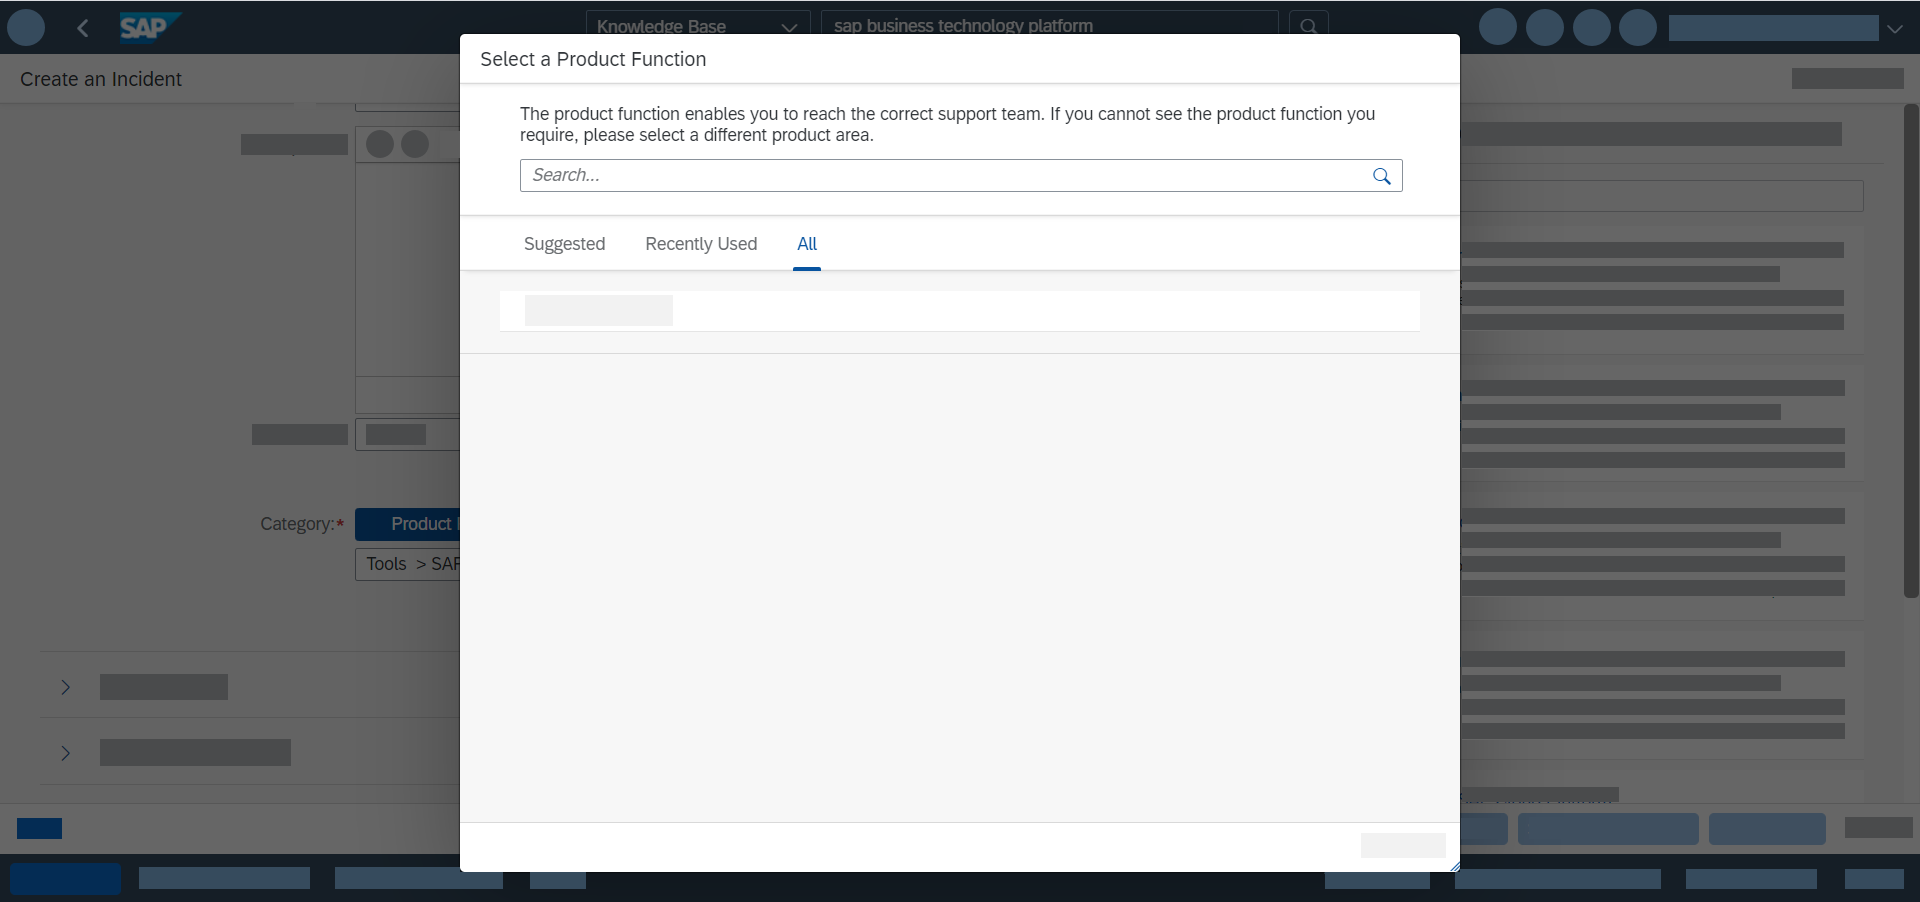 SAP
Knowledge Base
sap business technology platform
Create an Incident
Select a Product Function
The product function enables you to reach the correct support team. If you cannot see the product function you
require, please select a different product area.
Search...
Suggested
Recently Used
All
Category:*
Product
Tools > SAP